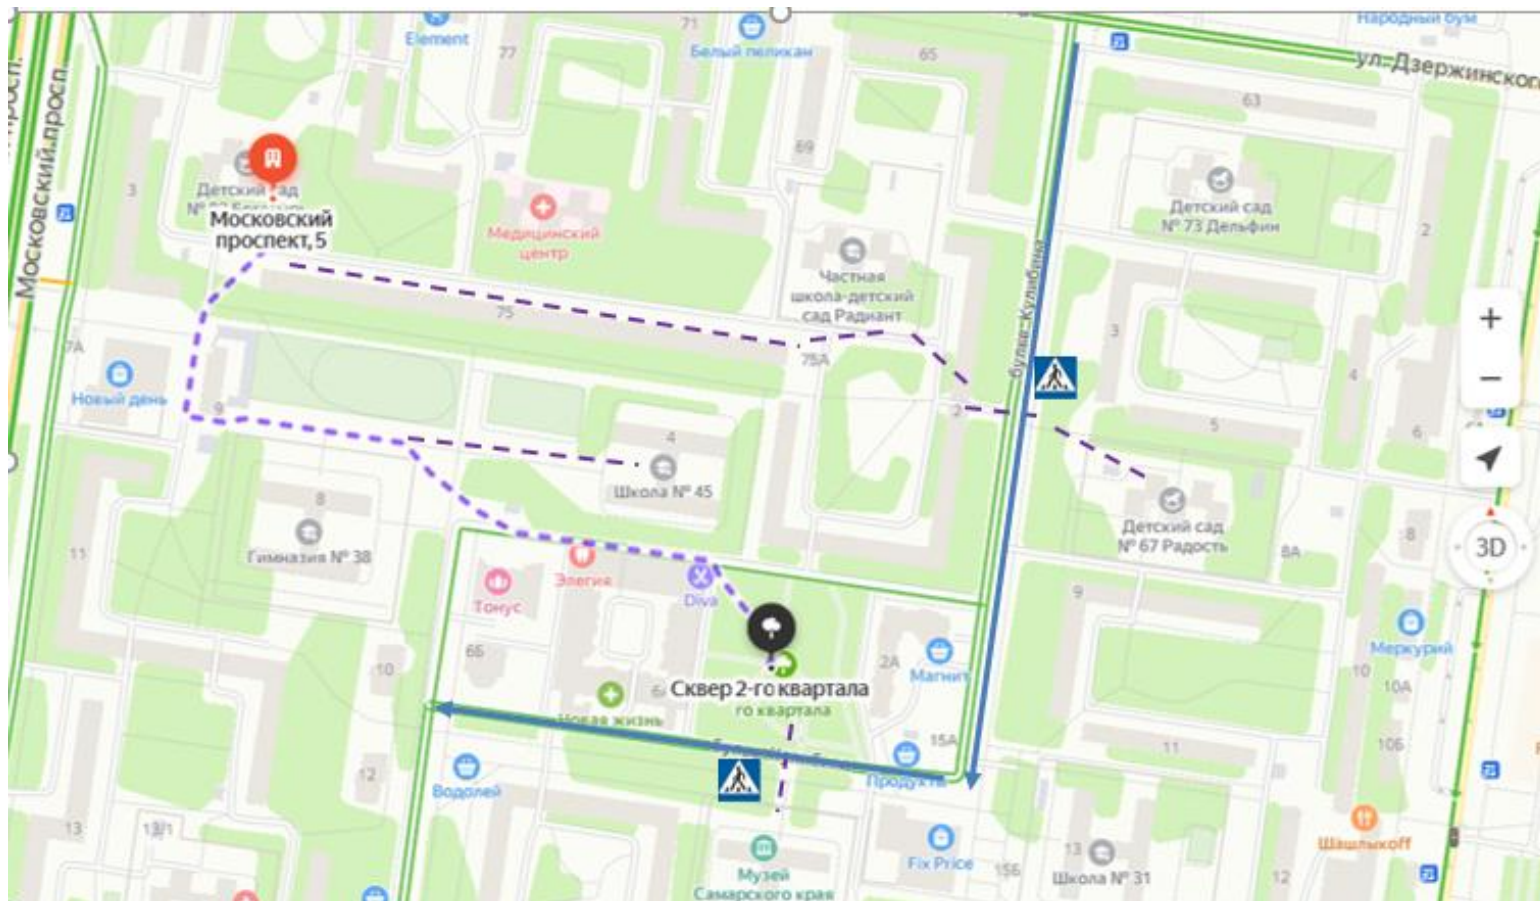 Народный бум
Element
77
71
Белый пеликан
65
ул. Дзержинского
63
69
Московский просп.
3
Детский сад
Московский
проспект, 5
Медицинский
центр
Частная
школа-детский
сад Радиант
Детский сад
№ 73 Дельфин
2
бульв. Кулибина
75
75А
3
7А
Новый день
9
4
2
5
4
6
Школа № 45
8
Гимназия № 38
11
Детский сад
№ 67 Радость
8А
8
Элегия
Тонус
Diva
9
Меркурий
6Б
10
2А
Магнит
10
10А
Сквер 2-го квартала
го квартала
Новая жизнь
15А
11
10Б
Продукты
12
Водолей
13
13/1
Fix Price
15Б
13
Школа № 31
Шашлыкоff
12
Музей
Самарского края
+
−
3D